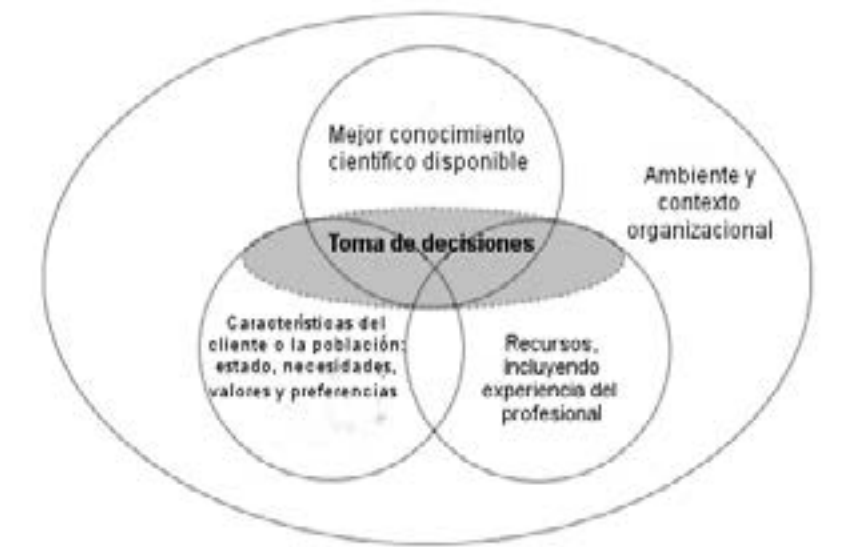 Mejor conocimiento
científico disponible
Ambiente y
contexto
organizacional
Toma de decisiones
Características del
cliente o la población:
estado, necesidades,
valores y preferencias
Recursos,
incluyendo
experiencia del
profesional